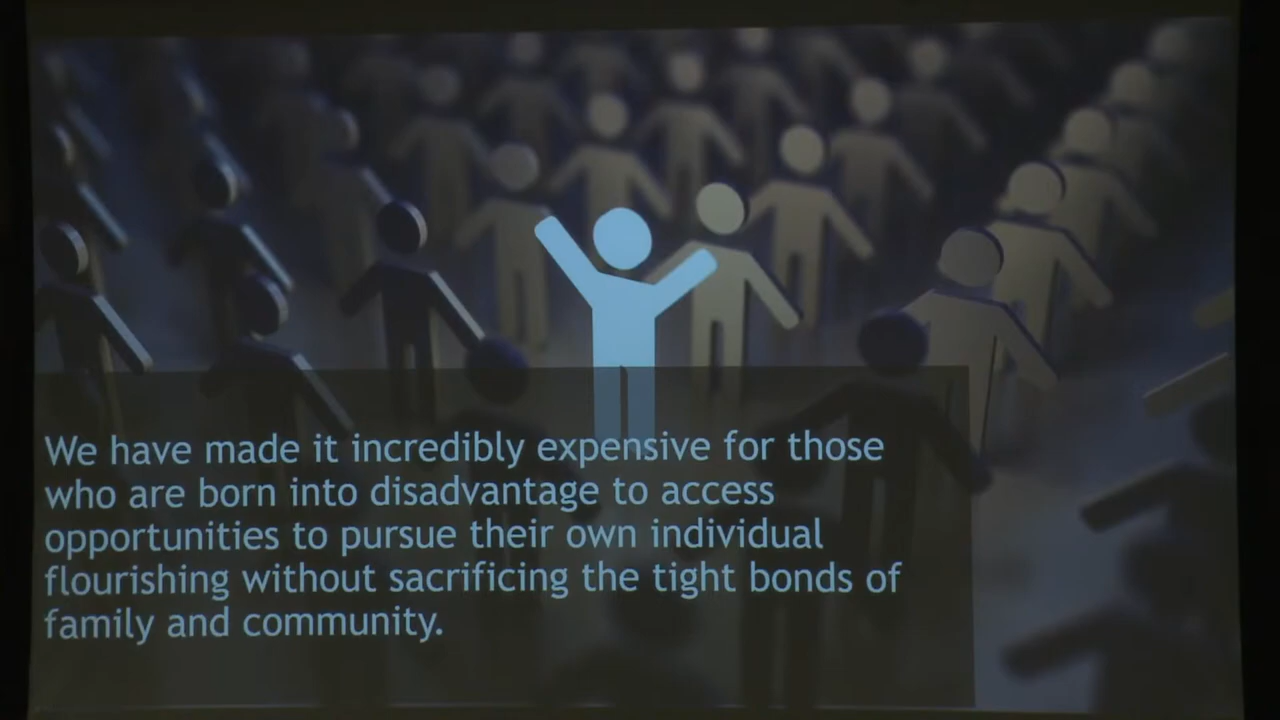 We have made it incredibly expensive for those
who are born into disadvantage to access
opportunities to pursue their own individual
flourishing without sacrificing the tight bonds of
family and community.